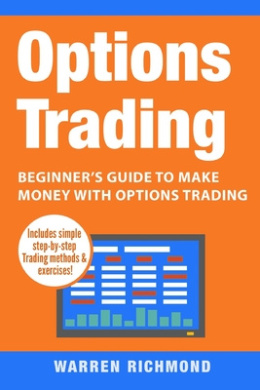 Options
Trading
BEGINNER'S GUIDE TO MAKE
MONEY WITH OPTIONS TRADING
Includes simple
step-by-step
Trading methods &
exercises!
WARREN RICHMOND